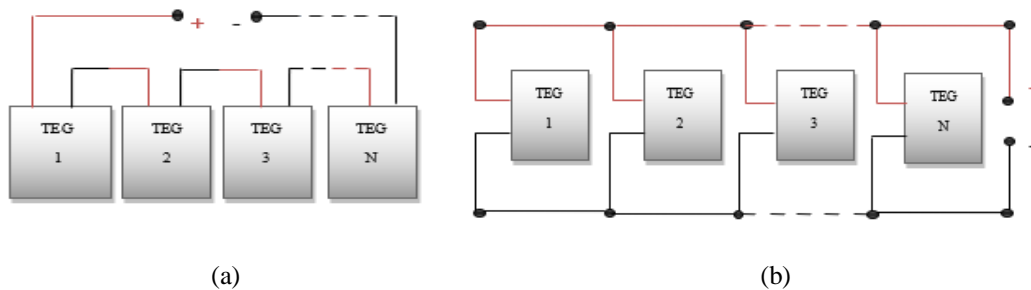 + -
TEG TEG TEG TEG
1 2 3 N
TEG TEG TEG TEG
1 2 3 N
+
-
(a) (b)